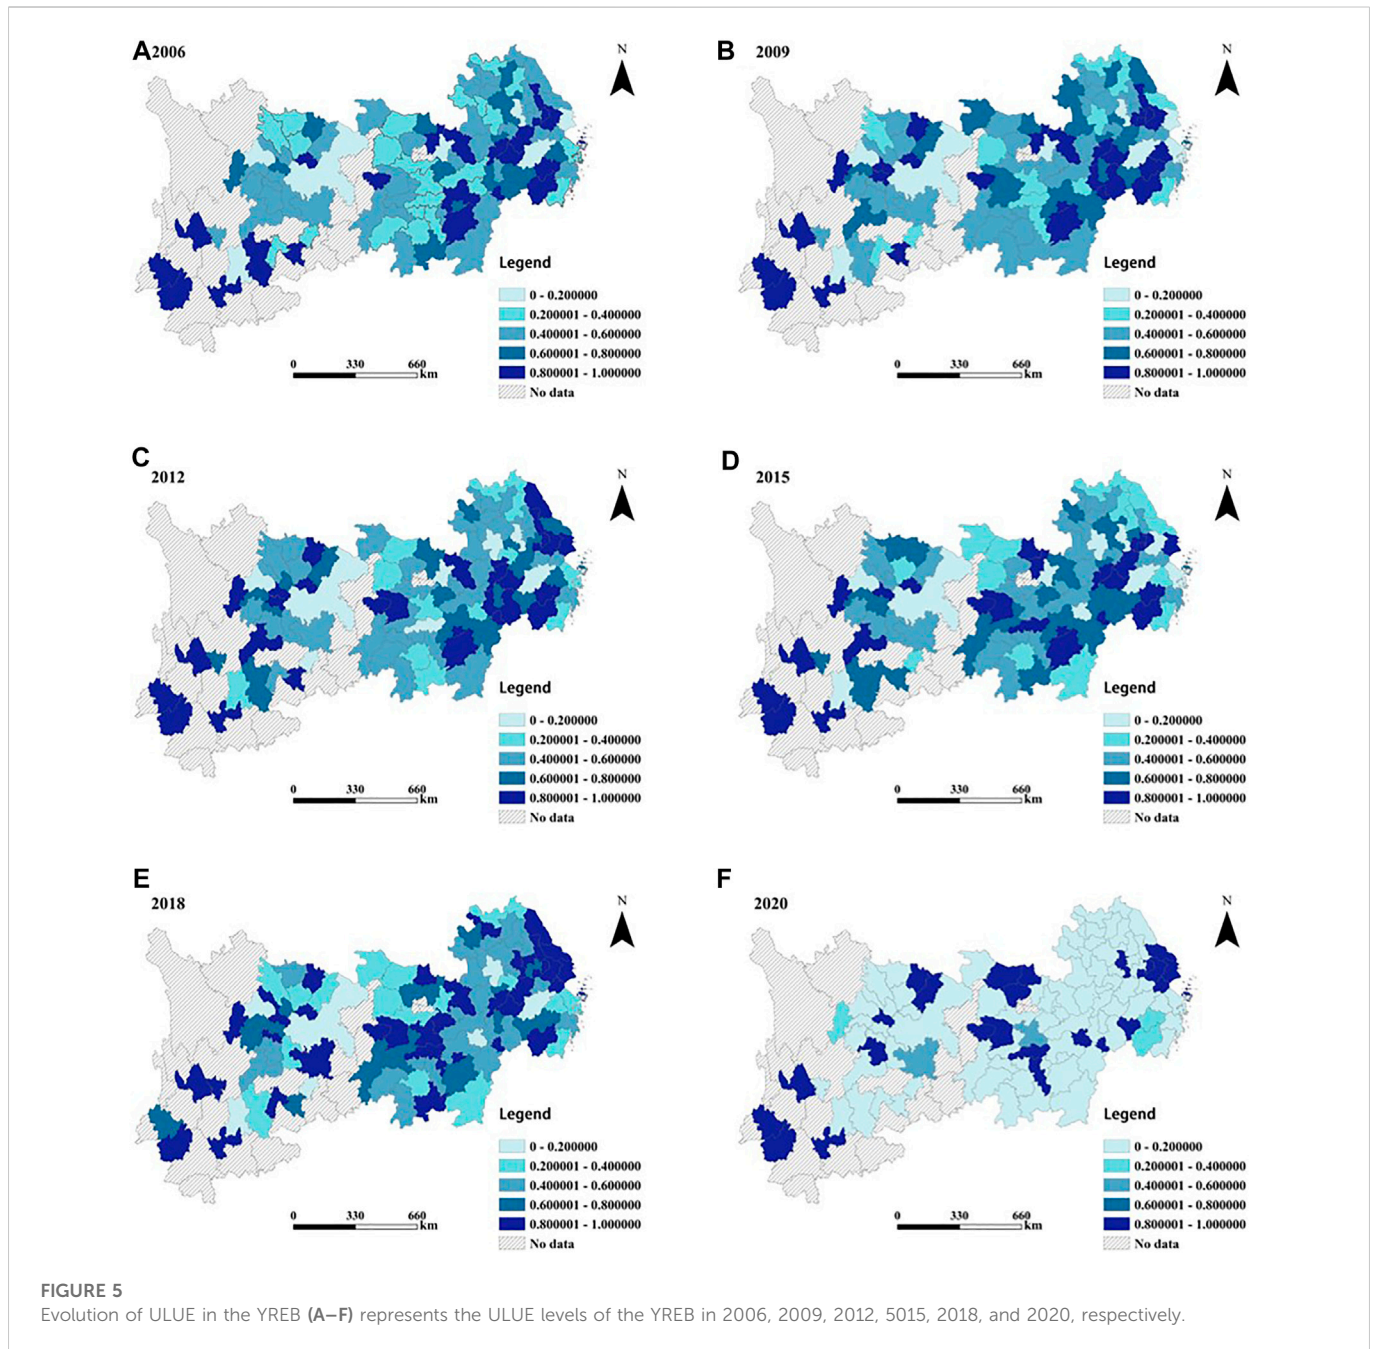 A 2006
N
Legend
0 - 0.200000
0.200001 - 0.400000
0.400001 - 0.600000
0.600001 - 0.800000
0.800001 - 1.000000
No data
0 330 660
km
B 2009
N
Legend
0 - 0.200000
0.200001 - 0.400000
0.400001 - 0.600000
0.600001 - 0.800000
0.800001 - 1.000000
No data
0 330 660
km
C
2012
N
Legend
0 - 0.200000
0.200001 - 0.400000
0.400001 - 0.600000
0.600001 - 0.800000
0.800001 - 1.000000
No data
0 330 660
km
D
2015
N
Legend
0 - 0.200000
0.200001 - 0.400000
0.400001 - 0.600000
0.600001 - 0.800000
0.800001 - 1.000000
No data
0 330 660
km
E
2018
N
Legend
0 - 0.200000
0.200001 - 0.400000
0.400001 - 0.600000
0.600001 - 0.800000
0.800001 - 1.000000
No data
0 330 660
km
F
2020
N
Legend
0 - 0.200000
0.200001 - 0.400000
0.400001 - 0.600000
0.600001 - 0.800000
0.800001 - 1.000000
No data
0 330 660
km
FIGURE 5
Evolution of ULUE in the YREB (A–F) represents the ULUE levels of the YREB in 2006, 2009, 2012, 5015, 2018, and 2020, respectively.